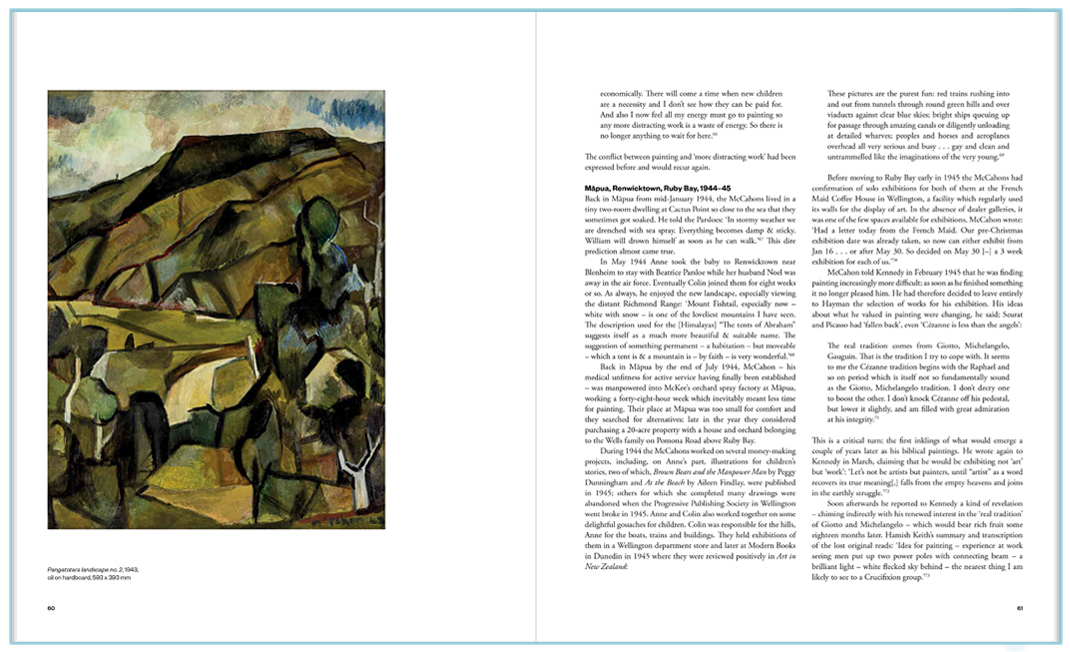 Pangatotara landscape no. 2, 1943,
oil on hardboard, 593 x 393 mm
60
economically. There will come a time when new children
are a necessity and I don't see how they can be paid for.
And also I now feel all my energy must go to painting so
any more distracting work is a waste of energy. So there is
no longer anything to wait for here.
The conflict between painting and 'more distracting work' had been
expressed before and would recur again.
Māpua, Renwicktown, Ruby Bay, 1944–45
Back in Māpua from mid-January 1944, the McCahons lived in a
tiny two-room dwelling at Cactus Point so close to the sea that they
sometimes got soaked. He told the Parsloes: 'In stormy weather we
are drenched with sea spray. Everything becomes damp & sticky.
William will drown himself as soon as he can walk.'⁶⁷ This dire
prediction almost came true.
In May 1944 Anne took the baby to Renwicktown near
Blenheim to stay with Beatrice Parsloe while her husband Noel was
away in the air force. Eventually Colin joined them for eight weeks
or so. As always, he enjoyed the new landscape, especially viewing
the distant Richmond Range: 'Mount Fishtail, especially now –
white with snow – is one of the loveliest mountains I have seen.
The description used for the [Himalayas] "The tents of Abraham"
suggests itself as a much more beautiful & suitable name. The
suggestion of something permanent – a habitation – but moveable
– which a tent is & a mountain is – by faith – is very wonderful.'⁶⁸
Back in Māpua by the end of July 1944, McCahon – his
medical unfitness for active service having finally been established
– was manpowered into McKee's orchard spray factory at Māpua,
working a forty-eight-hour week which inevitably meant less time
for painting. Their place at Māpua was too small for comfort and
they searched for alternatives; late in the year they considered
purchasing a 20-acre property with a house and orchard belonging
to the Wells family on Pomona Road above Ruby Bay.
During 1944 the McCahons worked on several money-making
projects, including, on Anne's part, illustrations for children's
stories, two of which, Brown Bears and the Manpower Man by Peggy
Dunningham and At the Beach by Aileen Findlay, were published
in 1945; others for which she completed many drawings were
abandoned when the Progressive Publishing Society in Wellington
went broke in 1945. Anne and Colin also worked together on some
delightful gouaches for children. Colin was responsible for the hills,
Anne for the boats, trains and buildings. They held exhibitions of
them in a Wellington department store and later at Modern Books
in Dunedin in 1945 where they were reviewed positively in Art in
New Zealand:
These pictures are the purest fun: red trains rushing into
and out from tunnels through round green hills and over
viaducts against clear blue skies; bright ships queuing up
for passage through amazing canals or diligently unloading
at detailed wharves; peoples and horses and aeroplanes
overhead all very serious and busy . . . gay and clean and
untrammelled like the imaginations of the very young.⁶⁹
Before moving to Ruby Bay early in 1945 the McCahons had
confirmation of solo exhibitions for both of them at the French
Maid Coffee House in Wellington, a facility which regularly used
its walls for the display of art. In the absence of dealer galleries, it
was one of the few spaces available for exhibitions. McCahon wrote:
'Had a letter today from the French Maid. Our pre-Christmas
exhibition date was already taken, so now can either exhibit from
Jan 16 . . . or after May 30. So decided on May 30 [–] a 3 week
exhibition for each of us.'⁷⁰
McCahon told Kennedy in February 1945 that he was finding
painting increasingly more difficult; as soon as he finished something
it no longer pleased him. He had therefore decided to leave entirely
to Hayman the selection of works for his exhibition. His ideas
about what he valued in painting were changing, he said; Seurat
and Picasso had 'fallen back', even 'Cézanne is less than the angels':
The real tradition comes from Giotto, Michelangelo,
Gauguin. That is the tradition I try to cope with. It seems
to me the Cézanne tradition begins with the Raphael and
so on period which is itself not so fundamentally sound
as the Giotto, Michelangelo tradition. I don't decry one
to boost the other. I don't knock Cézanne off his pedestal,
but lower it slightly, and am filled with great admiration
at his integrity.⁷¹
This is a critical turn; the first inklings of what would emerge a
couple of years later as his biblical paintings. He wrote again to
Kennedy in March, claiming that he would be exhibiting not 'art'
but 'work': 'Let's not be artists but painters, until "artist" as a word
recovers its true meaning[,] falls from the empty heavens and joins
in the earthly struggle.'⁷²
Soon afterwards he reported to Kennedy a kind of revelation
– chiming indirectly with his renewed interest in the 'real tradition'
of Giotto and Michelangelo – which would bear rich fruit some
eighteen months later. Hamish Keith's summary and transcription
of the lost original reads: 'Idea for painting – experience at work
seeing men put up two power poles with connecting beam – a
brilliant light – white flecked sky behind – the nearest thing I am
likely to see to a Crucifixion group.'⁷³
61